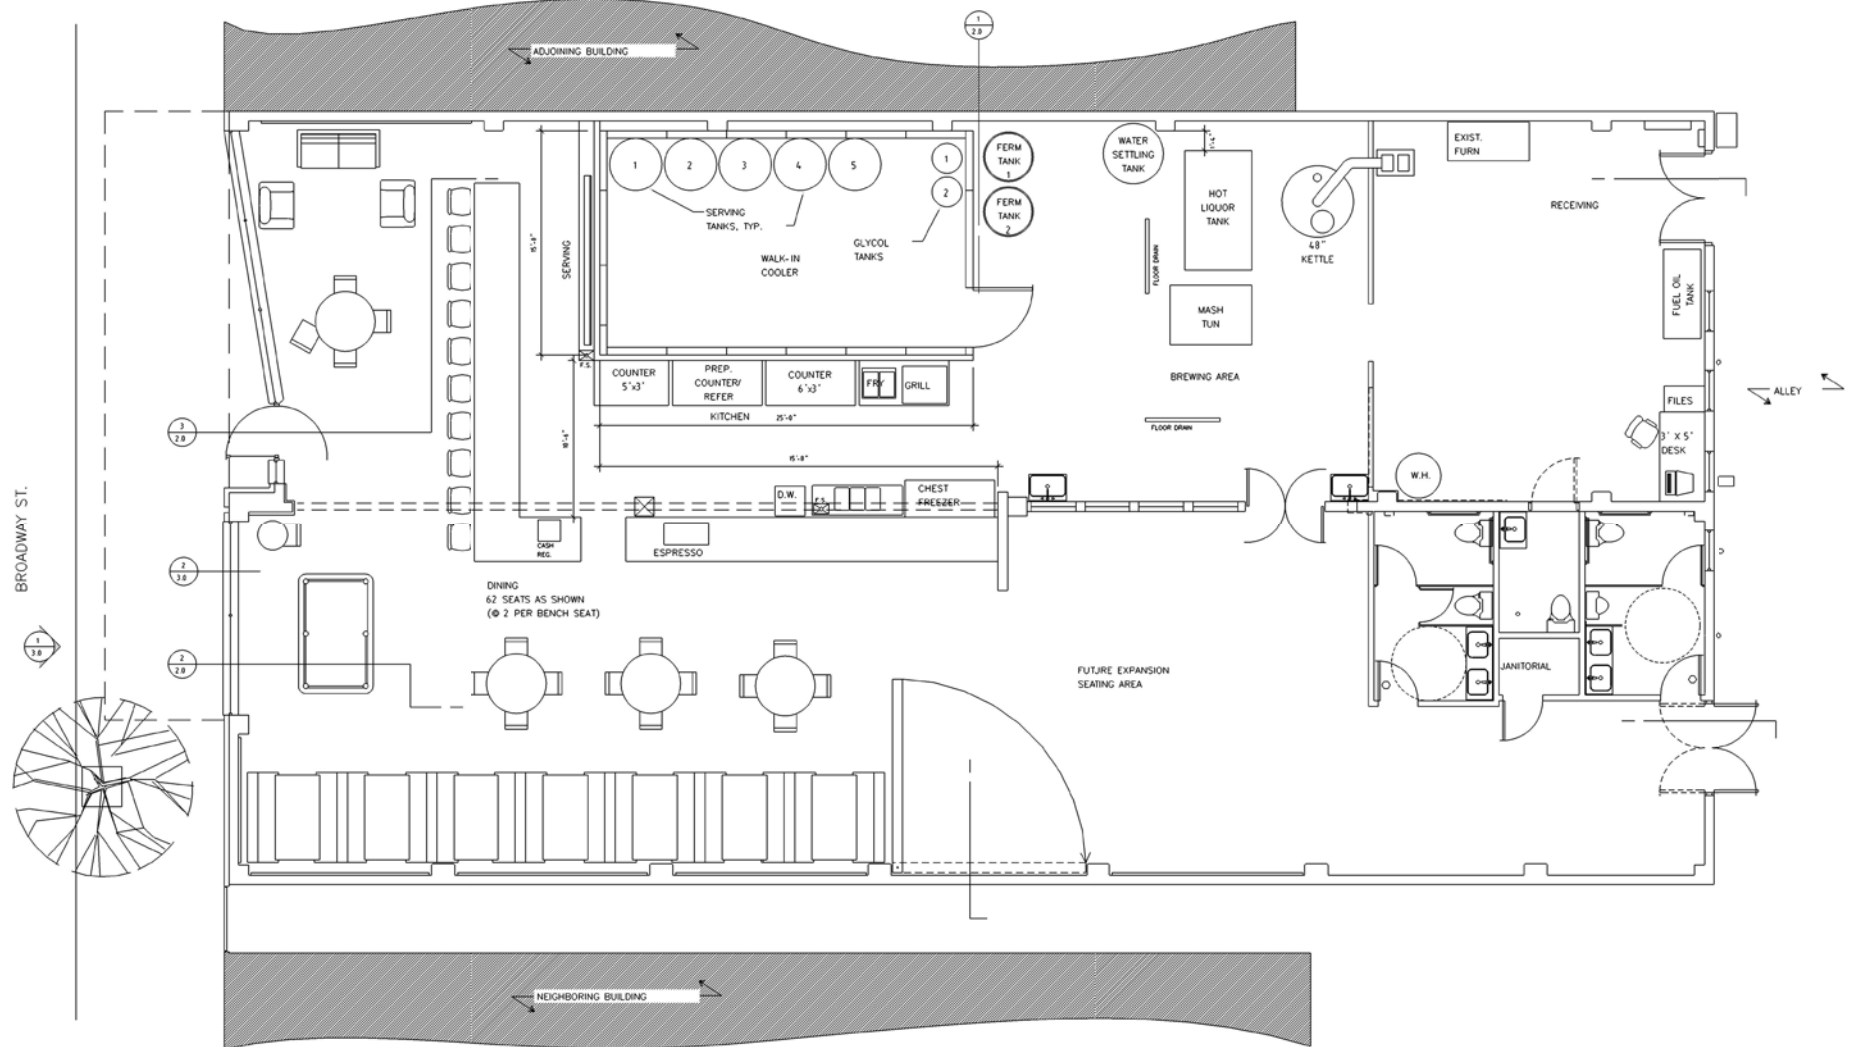 1
2.0
ADJOINING BUILDING
1
2
3
4
5
1
2
FERM
TANK
1
FERM
TANK
2
WATER
SETTLING
TANK
1'-6"
HOT
LIQUOR
TANK
EXIST.
FURN
RECEIVING
SERVING
TANKS, TYP.
GLYCOL
TANKS
WALK-IN
COOLER
15'-8"
SERVING
FLOOR DRAIN
48"
KETTLE
FUEL OIL
TANK
MASH
TUN
F.S.
COUNTER
5'x3'
PREP.
COUNTER/
REFER
COUNTER
6'x3'
FRY
GRILL
BREWING AREA
ALLEY
FILES
KITCHEN
25'-0"
FLOOR DRAIN
3
2.0
3' X 5'
DESK
15'-8"
W.H.
D.W.
F.S.
CHEST
FREEZER
BROADWAY ST.
CASH
REG.
ESPRESSO
2
3.0
DINING
62 SEATS AS SHOWN
(@ 2 PER BENCH SEAT)
1
3.0
2
2.0
FUTURE EXPANSION
SEATING AREA
JANITORIAL
NEIGHBORING BUILDING